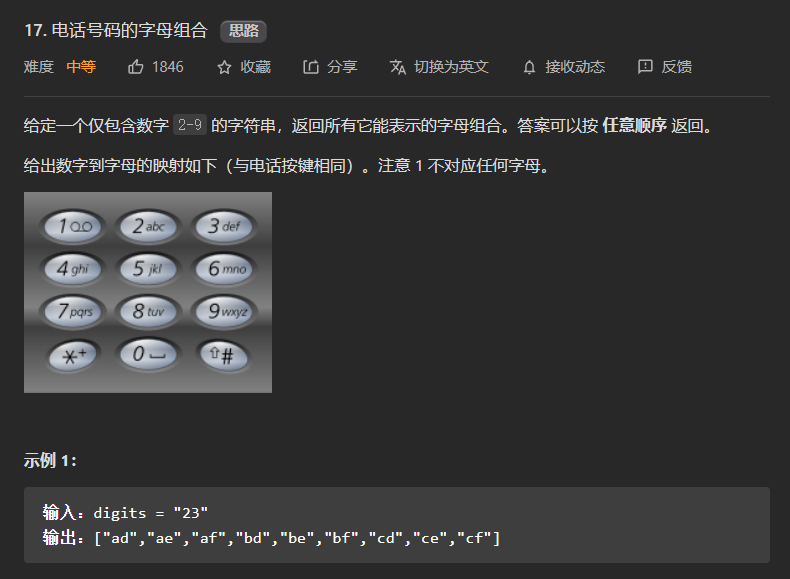 17. 电话号码的字母组合 思路
难度 中等 1846 收藏 分享 切换为英文 接收动态 反馈
给定一个仅包含数字 2-9 的字符串，返回所有它能表示的字母组合。答案可以按 任意顺序 返回。
给出数字到字母的映射如下（与电话按键相同）。注意 1 不对应任何字母。
1 2 abc 3 def
4 ghi 5 jkl 6 mno
7 pqrs 8 tuv 9 wxyz
*+ 0 #
示例 1：
输入：digits = "23"
输出：["ad","ae","af","bd","be","bf","cd","ce","cf"]